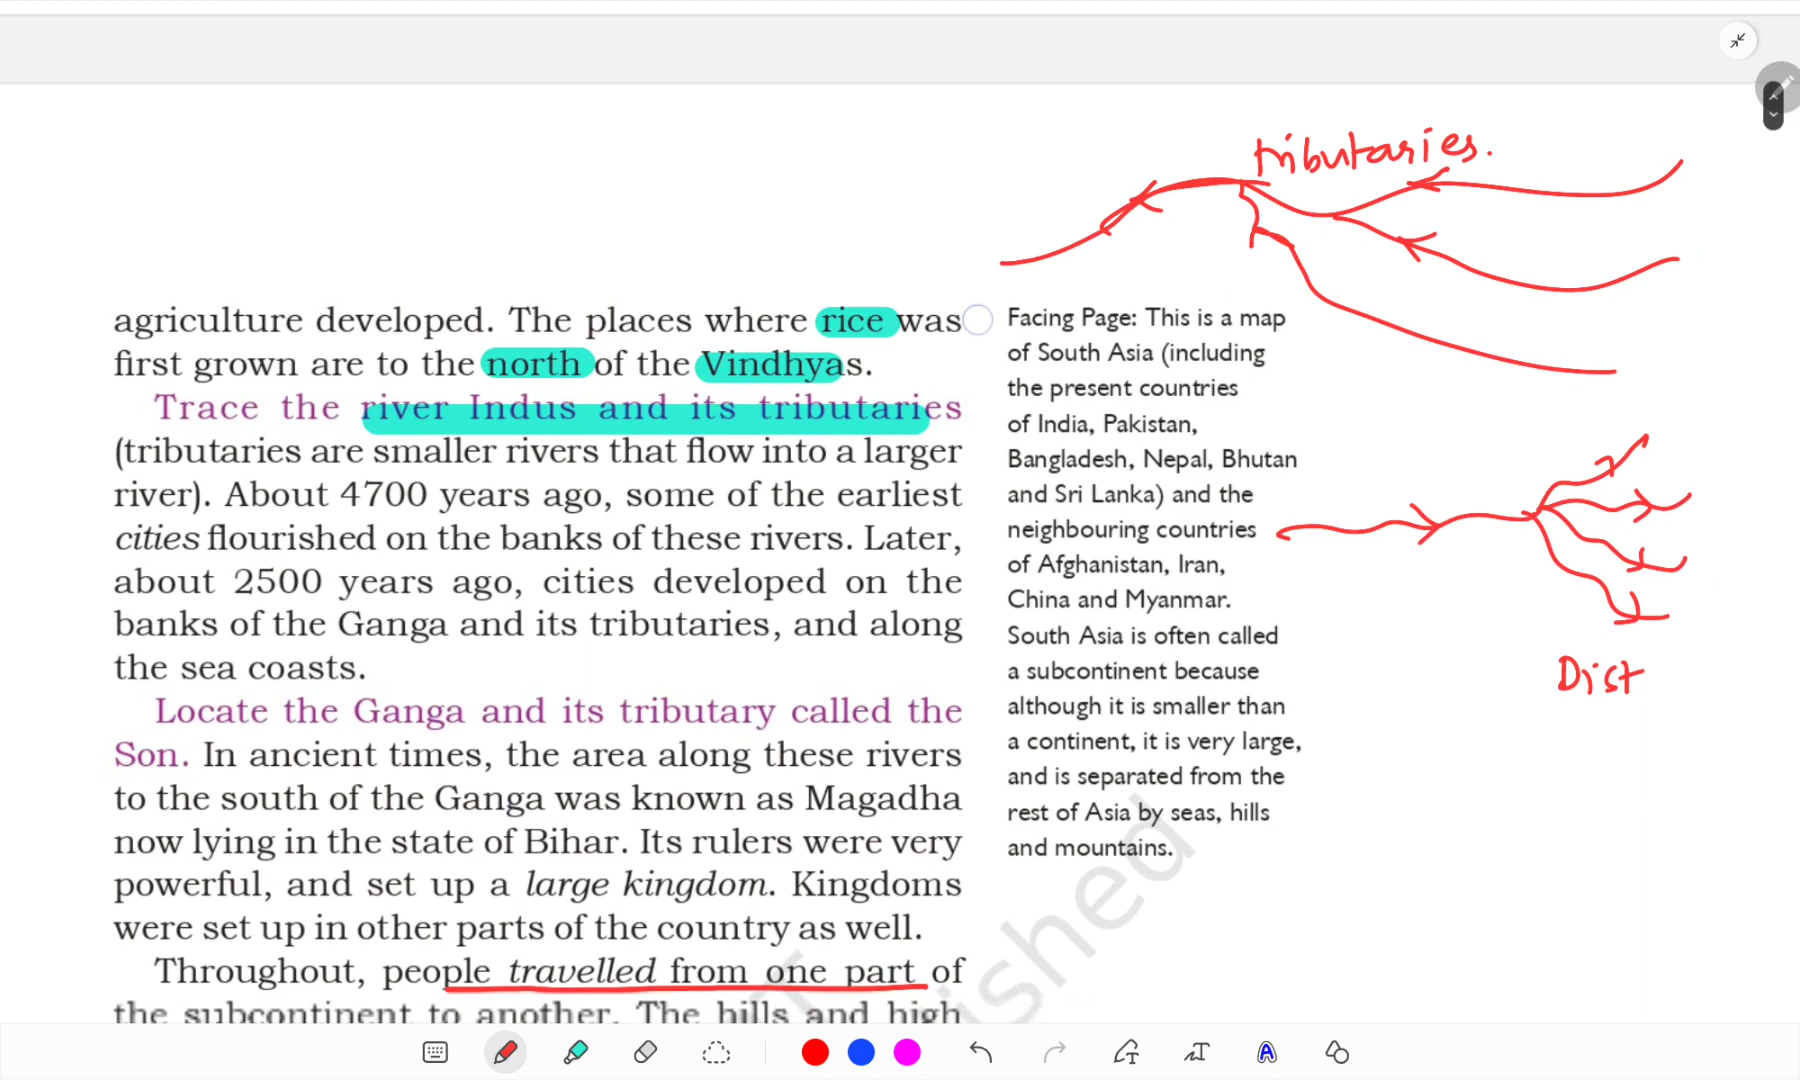 tributaries.
agriculture developed. The places where rice was
first grown are to the north of the Vindhyas.
Trace the river Indus and its tributaries
(tributaries are smaller rivers that flow into a larger
river). About 4700 years ago, some of the earliest
cities flourished on the banks of these rivers. Later,
about 2500 years ago, cities developed on the
banks of the Ganga and its tributaries, and along
the sea coasts.
Locate the Ganga and its tributary called the
Son. In ancient times, the area along these rivers
to the south of the Ganga was known as Magadha
now lying in the state of Bihar. Its rulers were very
powerful, and set up a large kingdom. Kingdoms
were set up in other parts of the country as well.
Throughout, people travelled from one part of
the subcontinent to another. The hills and high
Facing Page: This is a map
of South Asia (including
the present countries
of India, Pakistan,
Bangladesh, Nepal, Bhutan
and Sri Lanka) and the
neighbouring countries
of Afghanistan, Iran,
China and Myanmar.
South Asia is often called
a subcontinent because
although it is smaller than
a continent, it is very large,
and is separated from the
rest of Asia by seas, hills
and mountains.
Dist
ished
A